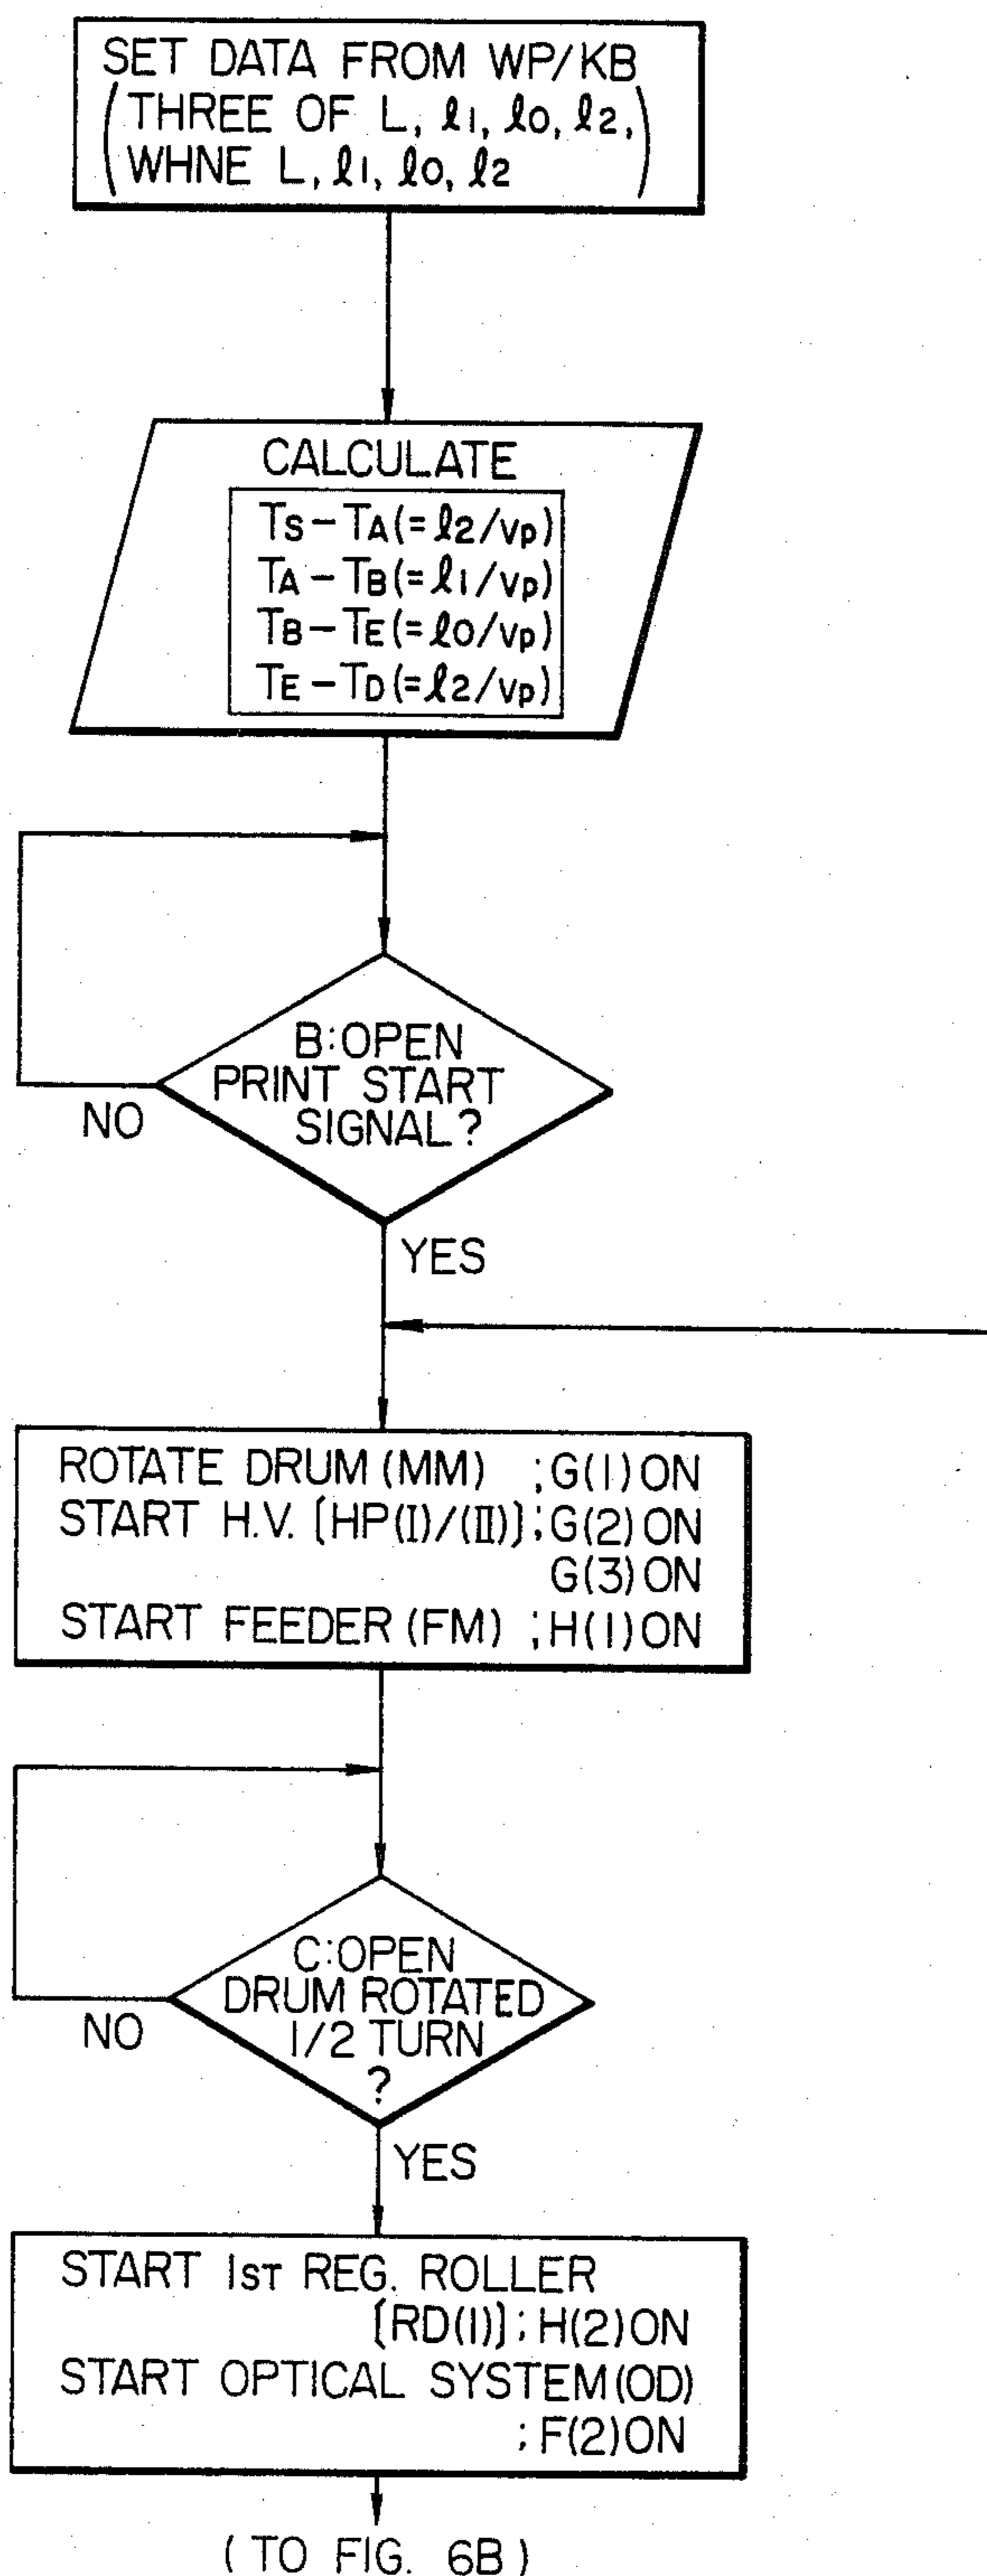 SET DATA FROM WP/KB
(THREE OF L, ℓ1, ℓ0, ℓ2,
WHNE L, ℓ1, ℓ0, ℓ2)
CALCULATE
TS-TA(=ℓ2/vp)
TA-TB(=ℓ1/vp)
TB-TE(=ℓ0/vp)
TE-TD(=ℓ2/vp)
B:OPEN
PRINT START
SIGNAL?
NO
YES
ROTATE DRUM(MM) ;G(1)ON
START H.V. [HP(I)/(II)];G(2)ON
G(3)ON
START FEEDER(FM) ;H(1)ON
C:OPEN
DRUM ROTATED
1/2 TURN
?
NO
YES
START 1ST REG. ROLLER
[RD(1)];H(2)ON
START OPTICAL SYSTEM(OD)
;F(2)ON
(TO FIG. 6B)